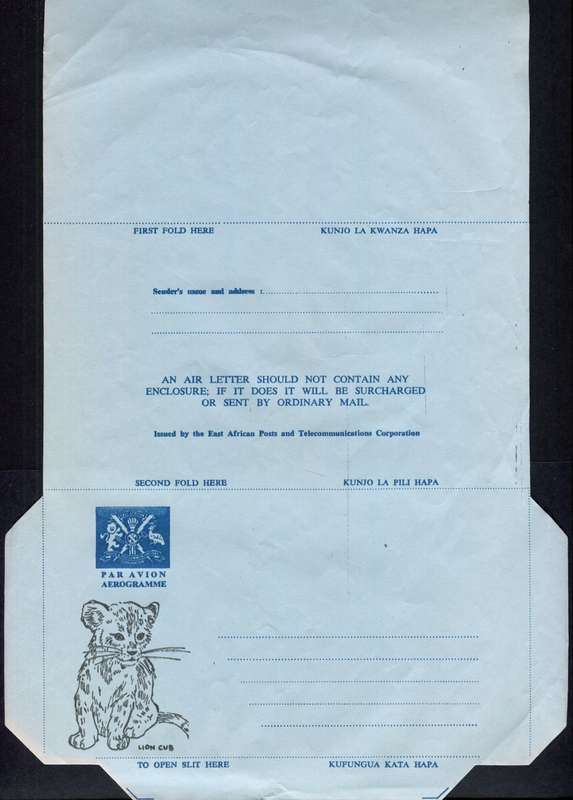 FIRST FOLD HERE KUNJO LA KWANZA HAPA
Sender's name and address :
AN AIR LETTER SHOULD NOT CONTAIN ANY
ENCLOSURE; IF IT DOES IT WILL BE SURCHARGED
OR SENT BY ORDINARY MAIL.
Issued by the East African Posts and Telecommunications Corporation
SECOND FOLD HERE KUNJO LA PILI HAPA
PAR AVION
AEROGRAMME
LION CUB
TO OPEN SLIT HERE KUFUNGUA KATA HAPA